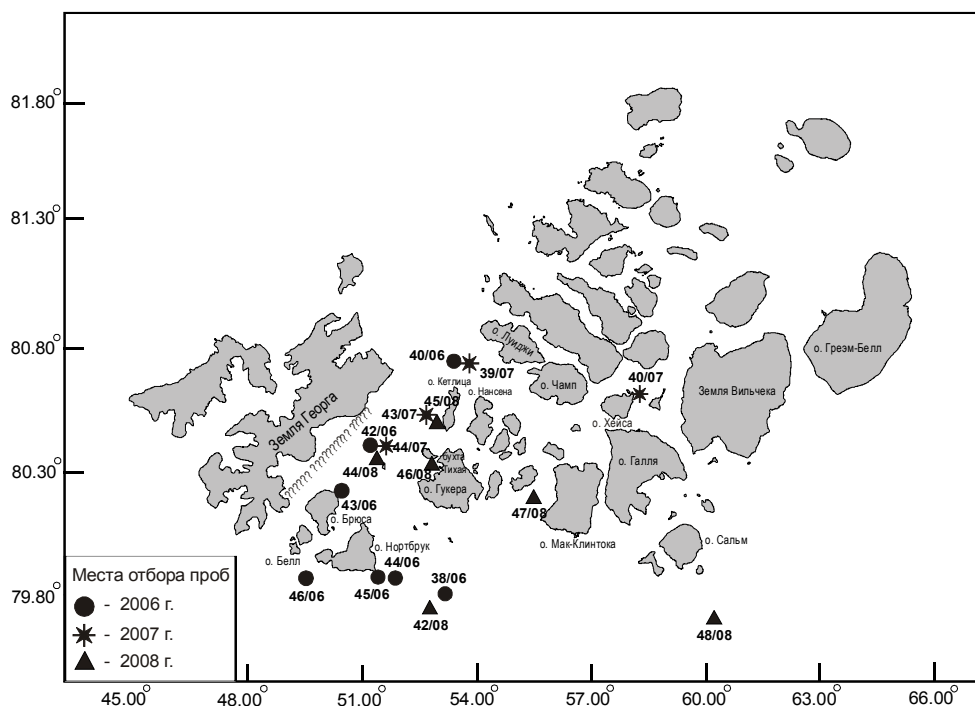 81.80°
81.30°
80.80°
80.30°
79.80°
45.00°
48.00°
51.00°
54.00°
57.00°
60.00°
63.00°
66.00°
о. Луиджи
о. Грээм-Белл
40/06
39/07
о. Кетлица
о. Нансена
о. Чамп
40/07
Земля Вильчека
Земля Георга
45/08
43/07
42/06
о. Хейса
44/07
?????? ?????? ?????? ?????
44/08
46/08
бухта
Тихая
о. Галля
о. Гукера
43/06
47/08
о. Брюса
о. Мак-Клинтока
о. Сальм
о. Нортбрук
о. Белл
44/06
46/06
45/06
38/06
42/08
48/08
Места отбора проб
- 2006 г.
- 2007 г.
- 2008 г.